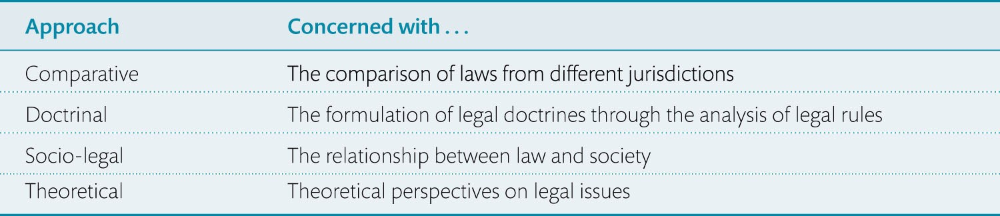 Approach Concerned with . . .
Comparative The comparison of laws from different jurisdictions
Doctrinal The formulation of legal doctrines through the analysis of legal rules
Socio-legal The relationship between law and society
Theoretical Theoretical perspectives on legal issues